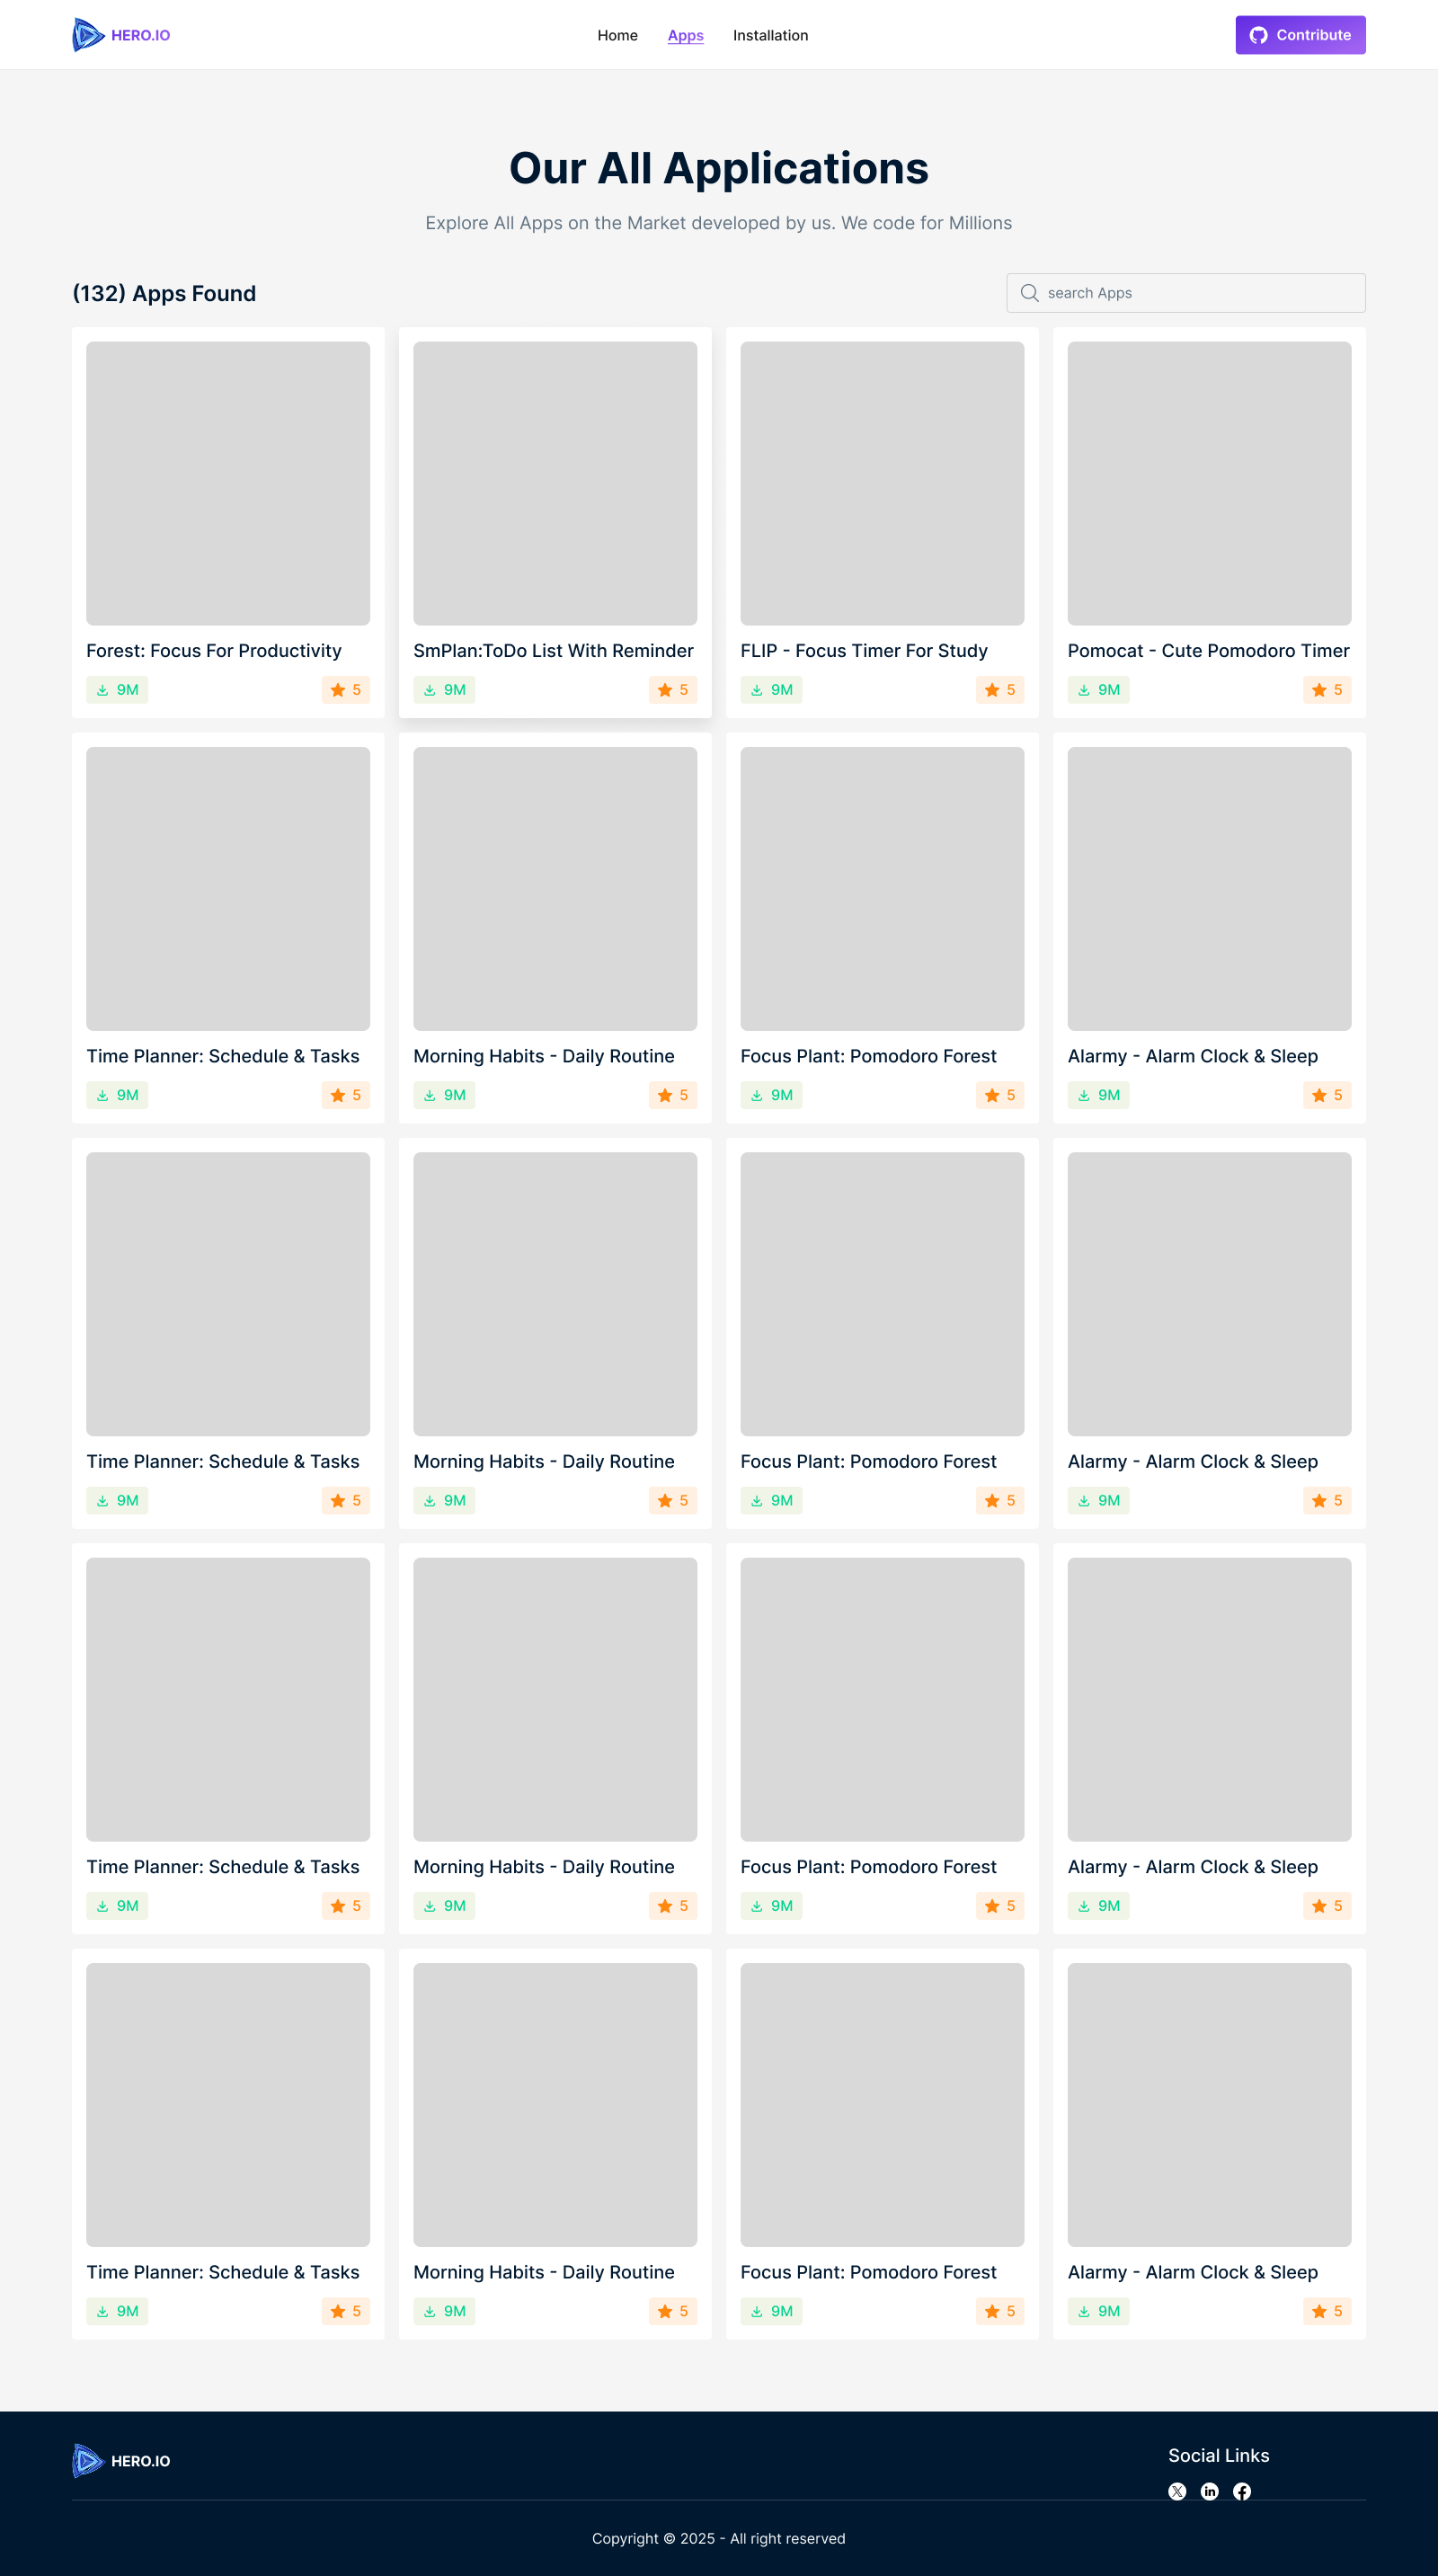 HERO.IO
Home Apps Installation
Contribute
Our All Applications
Explore All Apps on the Market developed by us. We code for Millions
(132) Apps Found
search Apps
Forest: Focus For Productivity
9M 5
SmPlan:ToDo List With Reminder
9M 5
FLIP - Focus Timer For Study
9M 5
Pomocat - Cute Pomodoro Timer
9M 5
Time Planner: Schedule & Tasks
9M 5
Morning Habits - Daily Routine
9M 5
Focus Plant: Pomodoro Forest
9M 5
Alarmy - Alarm Clock & Sleep
9M 5
Time Planner: Schedule & Tasks
9M 5
Morning Habits - Daily Routine
9M 5
Focus Plant: Pomodoro Forest
9M 5
Alarmy - Alarm Clock & Sleep
9M 5
Time Planner: Schedule & Tasks
9M 5
Morning Habits - Daily Routine
9M 5
Focus Plant: Pomodoro Forest
9M 5
Alarmy - Alarm Clock & Sleep
9M 5
Time Planner: Schedule & Tasks
9M 5
Morning Habits - Daily Routine
9M 5
Focus Plant: Pomodoro Forest
9M 5
Alarmy - Alarm Clock & Sleep
9M 5
HERO.IO
Social Links
Copyright © 2025 - All right reserved